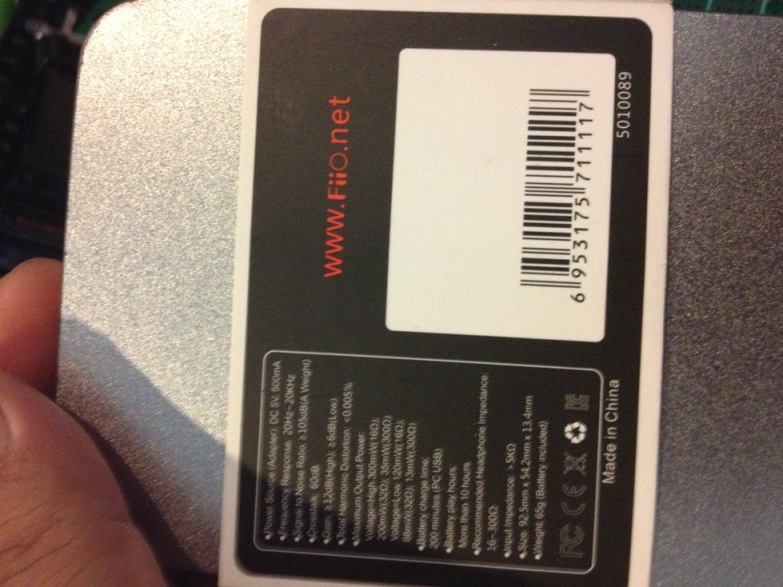 www.FiiO.net
6 953175 711117
5010089
•Power Source (Adapter): DC 5V, 500mA
•Frequency Response: 20Hz~20KHz
•Signal to Noise Ratio: ≥105dB(A Weight)
•Crosstalk: 60dB
•Gain: ≥12dB(High); ≥6dB(Low)
•Total Harmonic Distortion: <0.005%
•Maximum Output Power:
Voltage=High 300mW(16Ω);
200mW(32Ω); 35mW(300Ω)
Voltage=Low 120mW(16Ω);
88mW(32Ω); 13mW(300Ω)
•Battery charge time:
200 minutes (PC USB)
•Battery play hours:
More than 10 hours
•Recommended Headphone Impedance:
16~300Ω
•Input Impedance: >5KΩ
•Size: 92.5mm x 54.2mm x 13.4mm
•Weight 65g (Battery included)
FC CE
Made in China